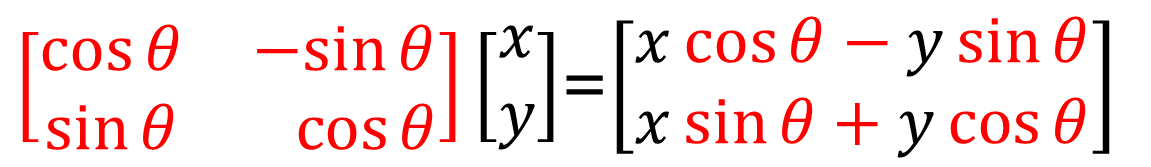 [cos θ −sin θ] [x] = [x cos θ − y sin θ]
[sin θ cos θ] [y] [x sin θ + y cos θ]